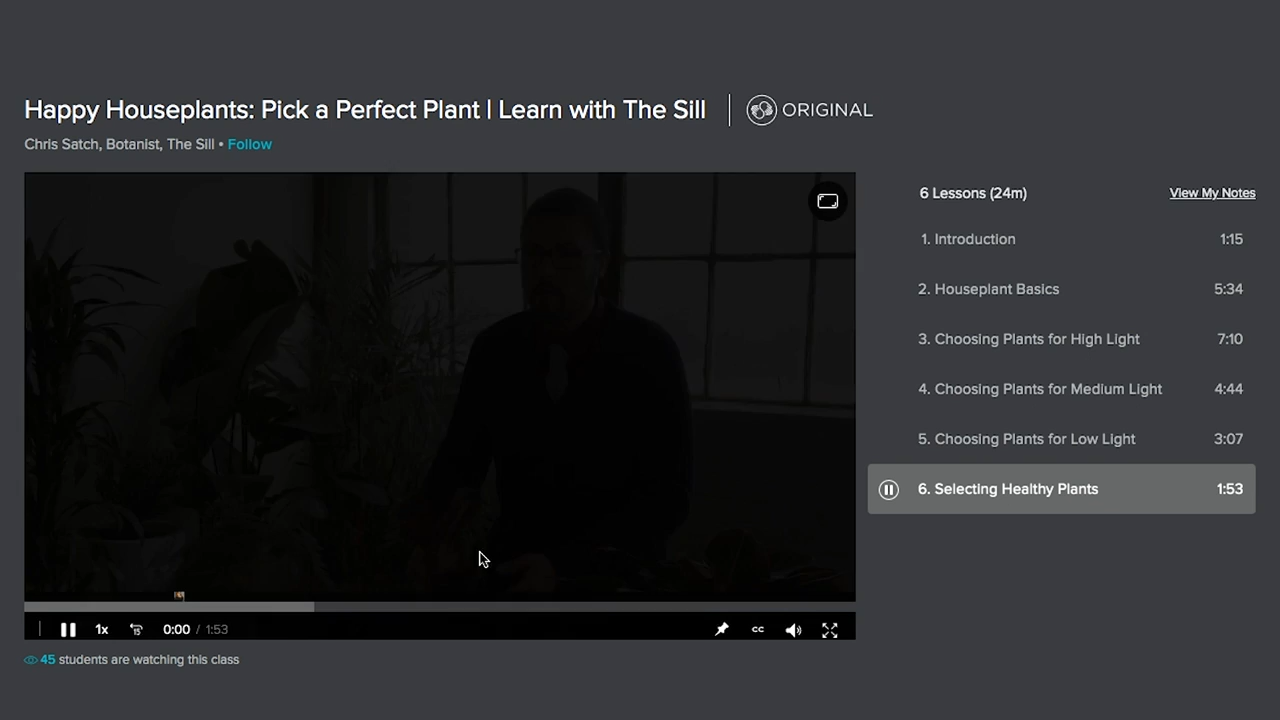 Happy Houseplants: Pick a Perfect Plant | Learn with The Sill
ORIGINAL
Chris Satch, Botanist, The Sill • Follow
6 Lessons (24m)
View My Notes
1. Introduction 1:15
2. Houseplant Basics 5:34
3. Choosing Plants for High Light 7:10
4. Choosing Plants for Medium Light 4:44
5. Choosing Plants for Low Light 3:07
6. Selecting Healthy Plants 1:53
1x 15 0:00 / 1:53 CC
45 students are watching this class